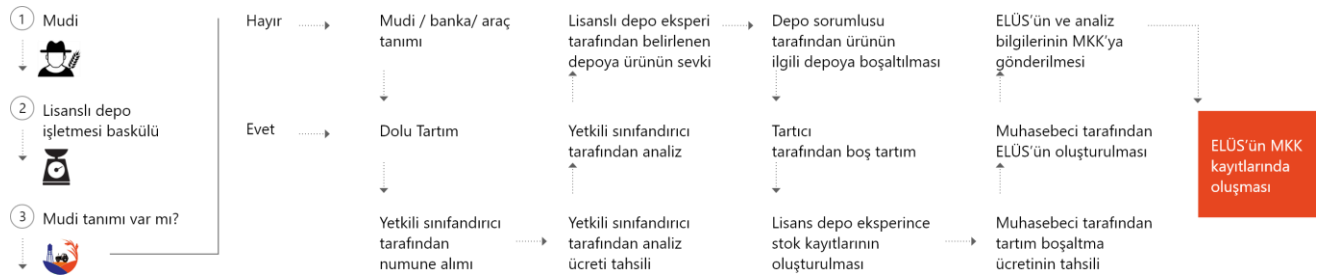 1 Mudi
2 Lisanslı depo
işletmesi baskülü
3 Mudi tanımı var mı?
Hayır
Evet
Mudi / banka/ araç
tanımı
Dolu Tartım
Yetkili sınıfandırıcı
tarafından
numune alımı
Yetkili sınıfandırıcı
tarafından analiz
ücreti tahsili
Yetkili sınıfandırıcı
tarafından analiz
Lisanslı depo eksperi
tarafından belirlenen
depoya ürünün sevki
Depo sorumlusu
tarafından ürünün
ilgili depoya boşaltılması
Tartıcı
tarafından boş tartım
Lisans depo eksperince
stok kayıtlarının
oluşturulması
Muhasebeci tarafından
tartım boşaltma
ücretinin tahsili
Muhasebeci tarafından
ELÜS’ün oluşturulması
ELÜS’ün ve analiz
bilgilerinin MKK’ya
gönderilmesi
ELÜS’ün MKK
kayıtlarında
oluşması